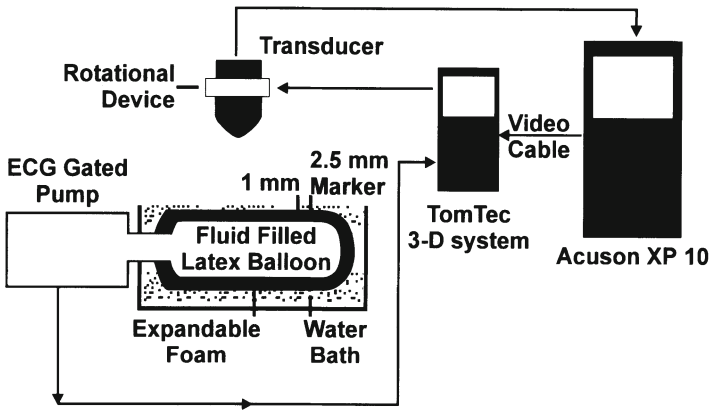 Transducer
Rotational
Device
Video
Cable
ECG Gated
Pump
2.5 mm
1 mm Marker
TomTec
3-D system
Acuson XP 10
Fluid Filled
Latex Balloon
Expandable
Foam
Water
Bath